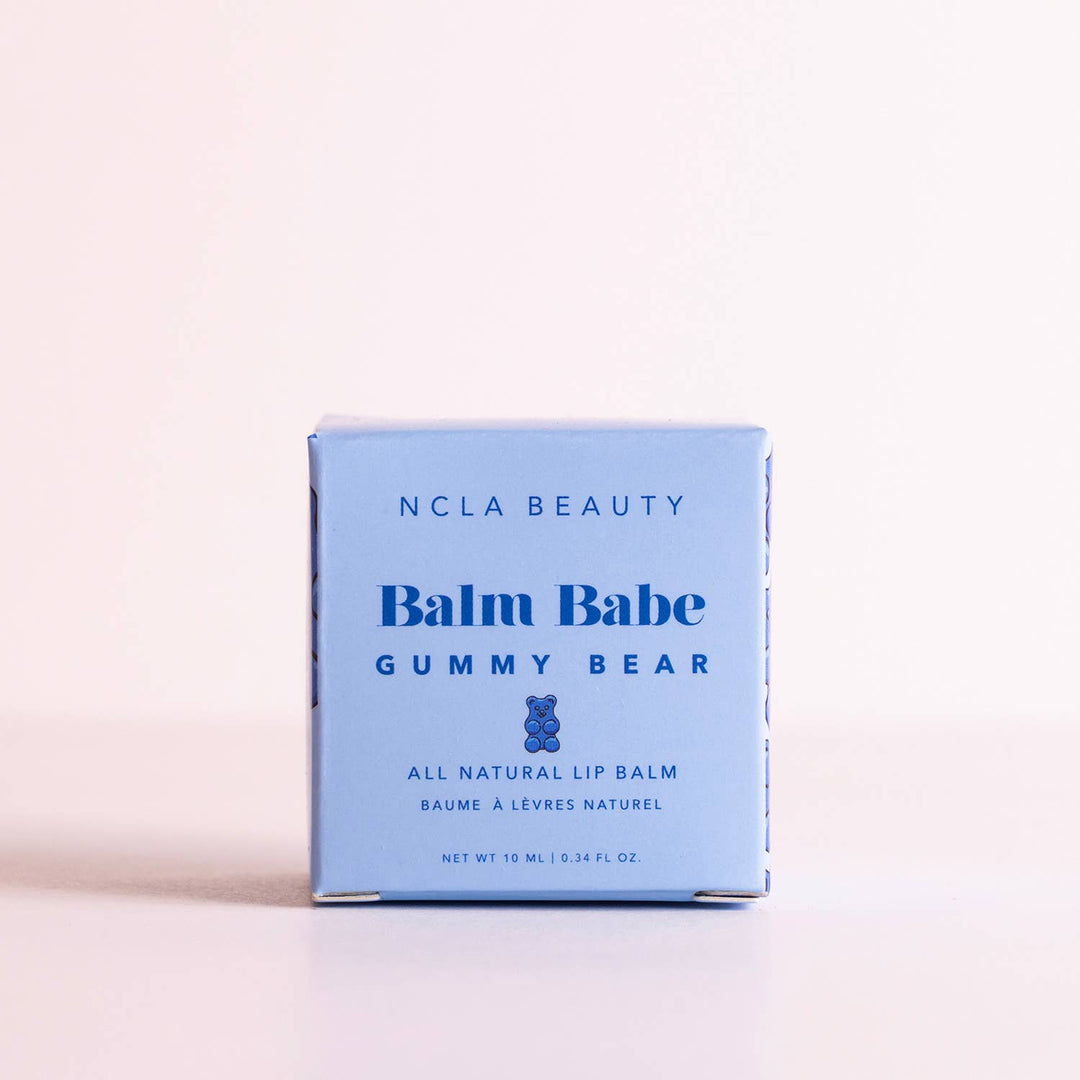 NCLA BEAUTY
Balm Babe
GUMMY BEAR
ALL NATURAL LIP BALM
BAUME À LÈVRES NATUREL
NET WT 10 ML | 0.34 FL OZ.